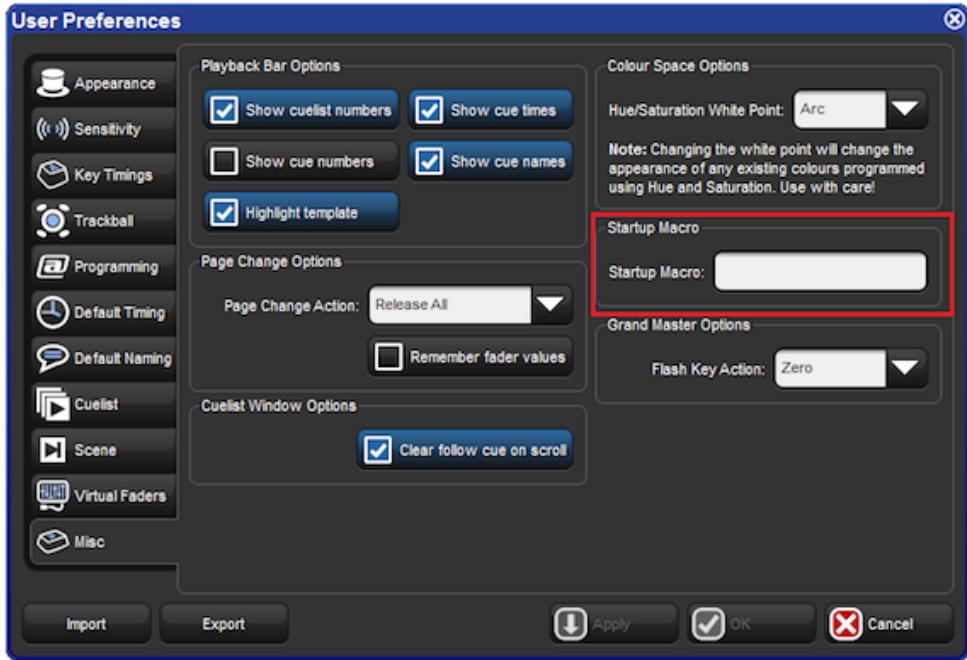 User Preferences
Appearance
Sensitivity
Key Timings
Trackball
Programming
Default Timing
Default Naming
Cuelist
Scene
Virtual Faders
Misc
Playback Bar Options
Show cuelist numbers
Show cue times
Show cue numbers
Show cue names
Highlight template
Page Change Options
Page Change Action: Release All
Remember fader values
Cuelist Window Options
Clear follow cue on scroll
Colour Space Options
Hue/Saturation White Point: Arc
Note: Changing the white point will change the
appearance of any existing colours programmed
using Hue and Saturation. Use with care!
Startup Macro
Startup Macro:
Grand Master Options
Flash Key Action: Zero
Import
Export
Apply
OK
Cancel